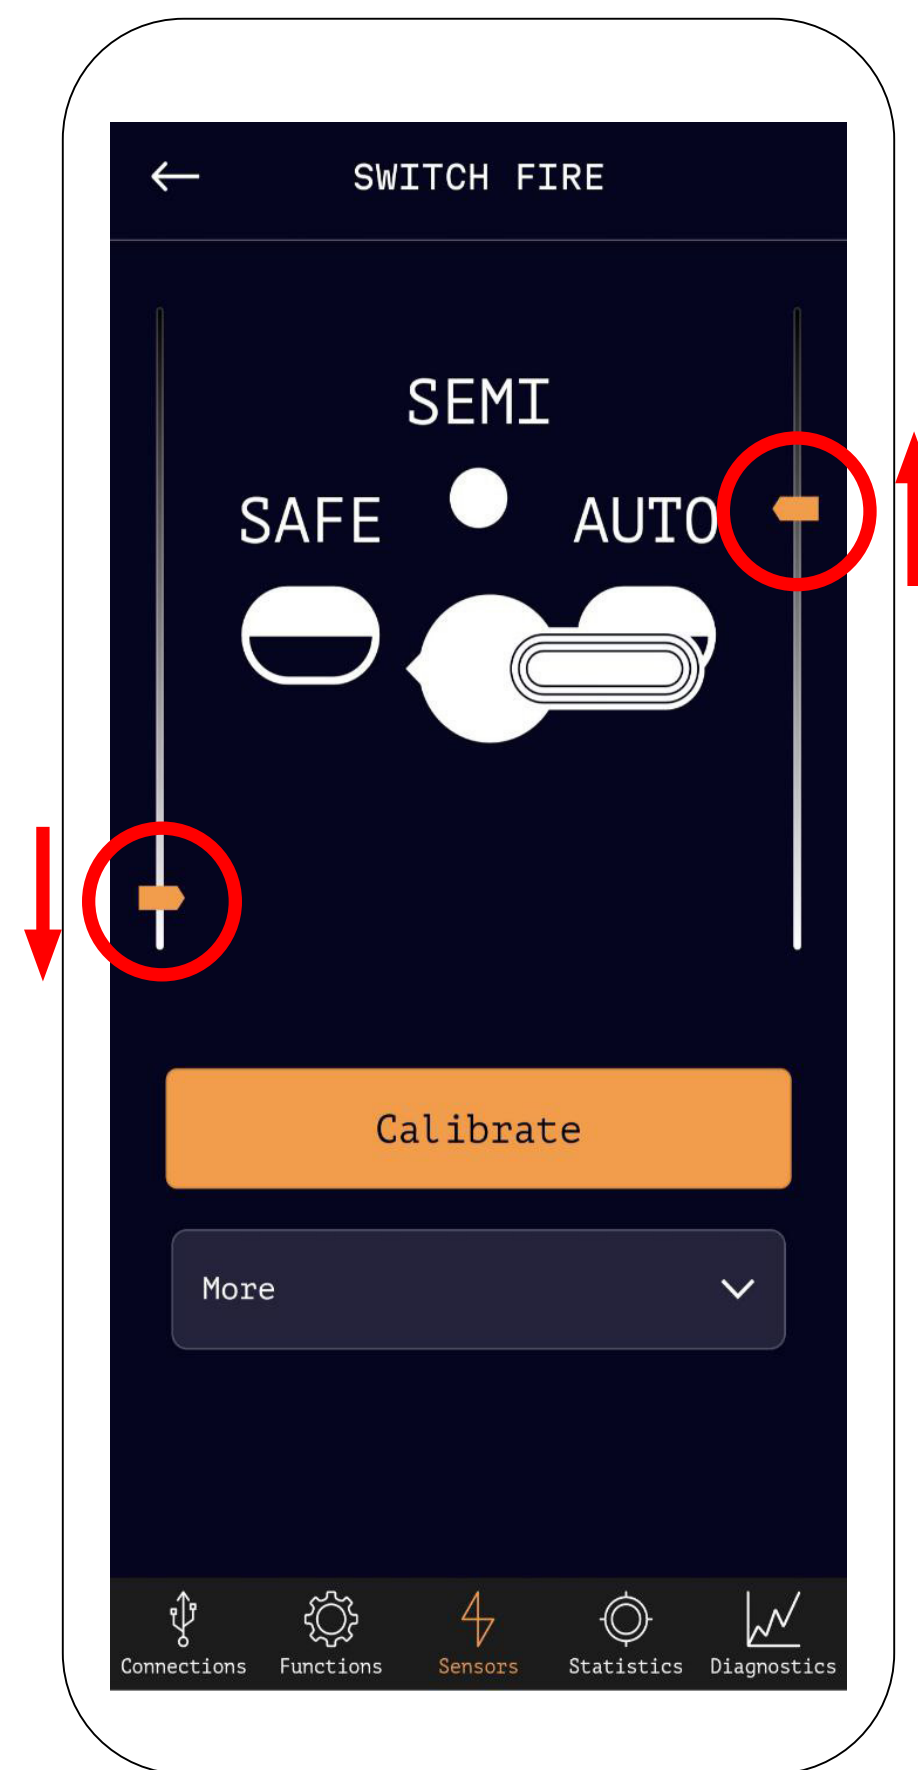 SWITCH FIRE
SEMI
SAFE
AUTO
Calibrate
More
Connections
Functions
Sensors
Statistics
Diagnostics